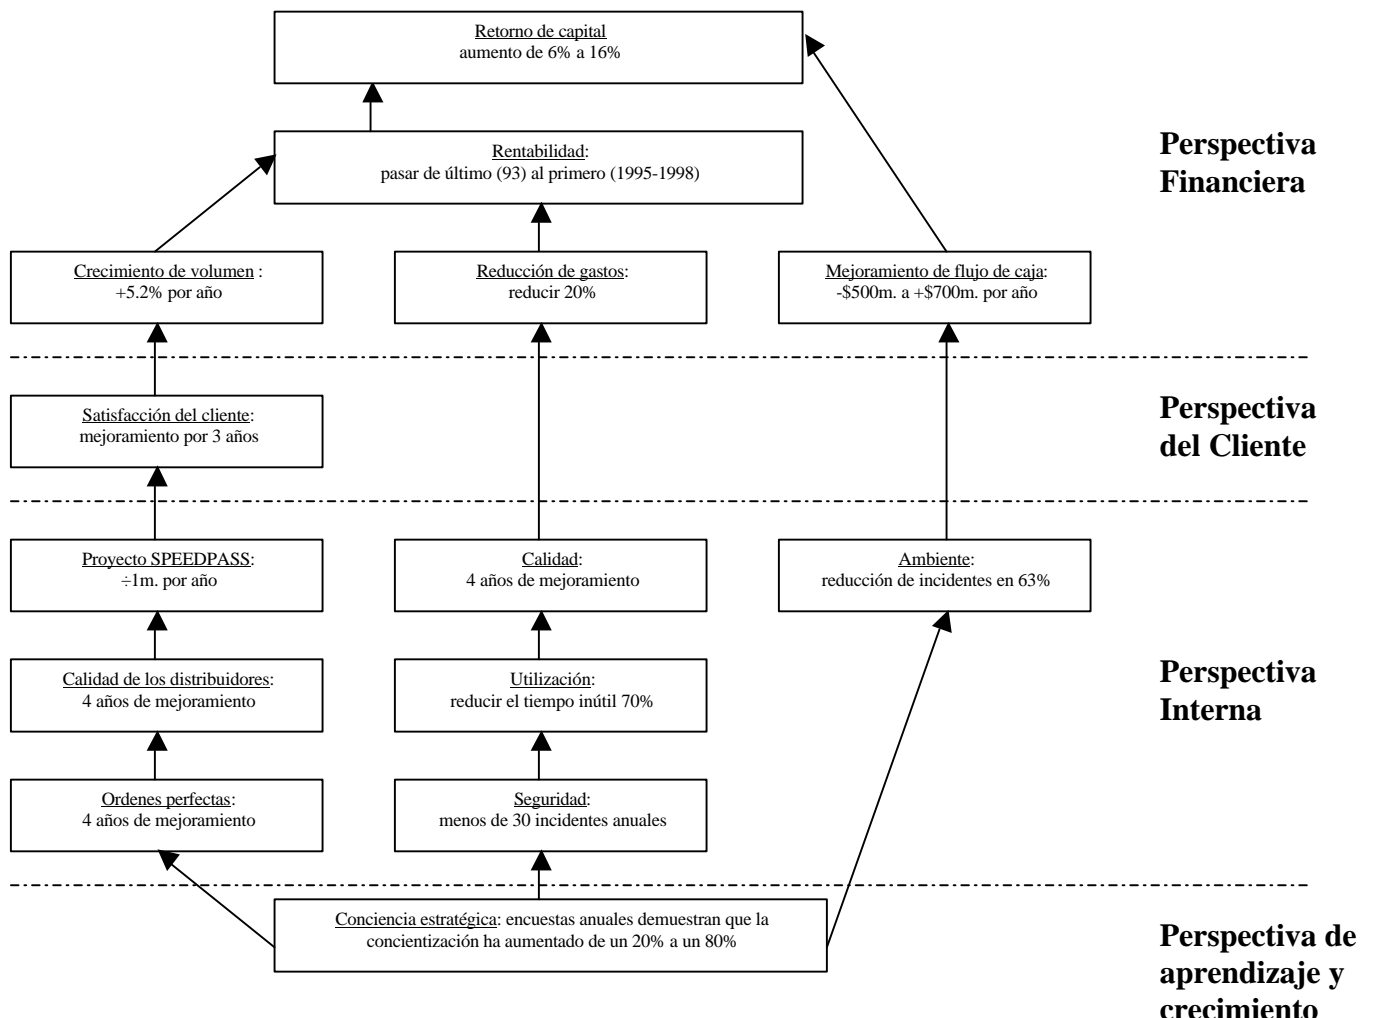 Retorno de capital
aumento de 6% a 16%
Rentabilidad:
pasar de último (93) al primero (1995-1998)
Perspectiva
Financiera
Crecimiento de volumen :
+5.2% por año
Reducción de gastos:
reducir 20%
Mejoramiento de flujo de caja:
-$500m. a +$700m. por año
Satisfacción del cliente:
mejoramiento por 3 años
Perspectiva
del Cliente
Proyecto SPEEDPASS:
÷1m. por año
Calidad:
4 años de mejoramiento
Ambiente:
reducción de incidentes en 63%
Calidad de los distribuidores:
4 años de mejoramiento
Utilización:
reducir el tiempo inútil 70%
Perspectiva
Interna
Ordenes perfectas:
4 años de mejoramiento
Seguridad:
menos de 30 incidentes anuales
Conciencia estratégica: encuestas anuales demuestran que la
concientización ha aumentado de un 20% a un 80%
Perspectiva de
aprendizaje y
crecimiento